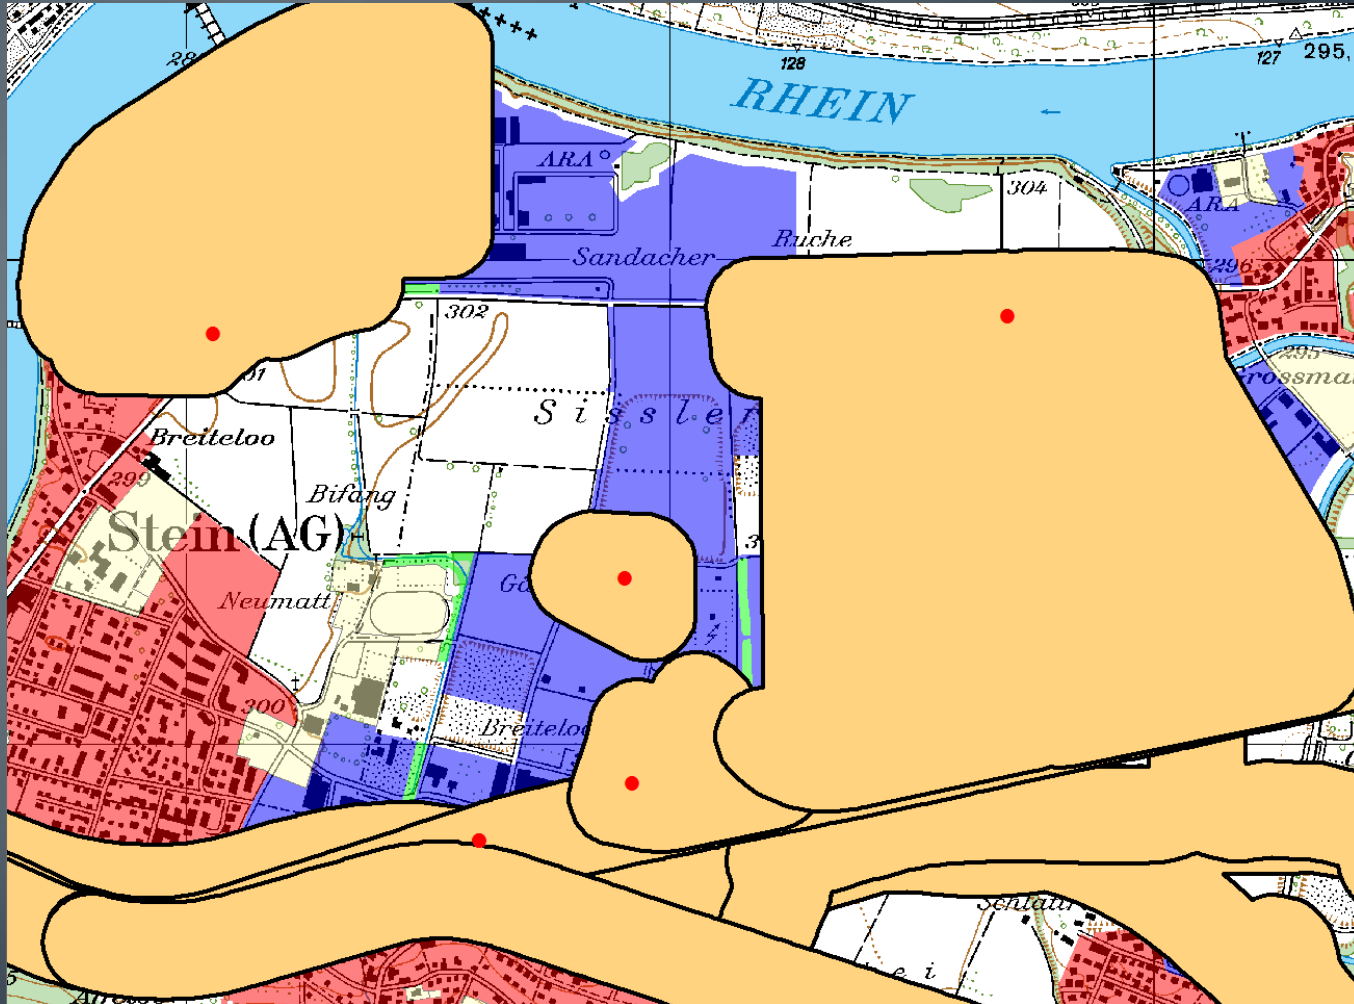 28
128
127
295,
RHEIN
ARA
304
ARA
Ruche
Sandacher
296
302
295
Sissler
Breiteloo
299
Bifang
Stein (AG)
Neumatt
300
Breiteloo